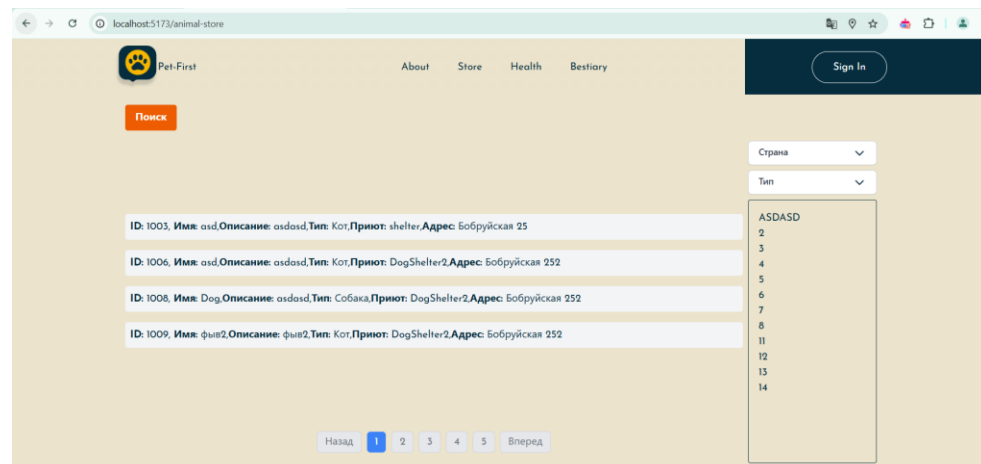 localhost:5173/animal-store
Pet-First
About Store Health Bestiary
Sign In
Поиск
Страна
Тип
ID: 1003, Имя: asd,Описание: asdasd,Тип: Кот,Приют: shelter,Адрес: Бобруйская 25
ID: 1006, Имя: asd,Описание: asdasd,Тип: Кот,Приют: DogShelter2,Адрес: Бобруйская 252
ID: 1008, Имя: Dog,Описание: asdasd,Тип: Собака,Приют: DogShelter2,Адрес: Бобруйская 252
ID: 1009, Имя: фыв2,Описание: фыв2,Тип: Кот,Приют: DogShelter2,Адрес: Бобруйская 252
ASDASD
2
3
4
5
6
7
8
11
12
13
14
Назад 1 2 3 4 5 Вперед